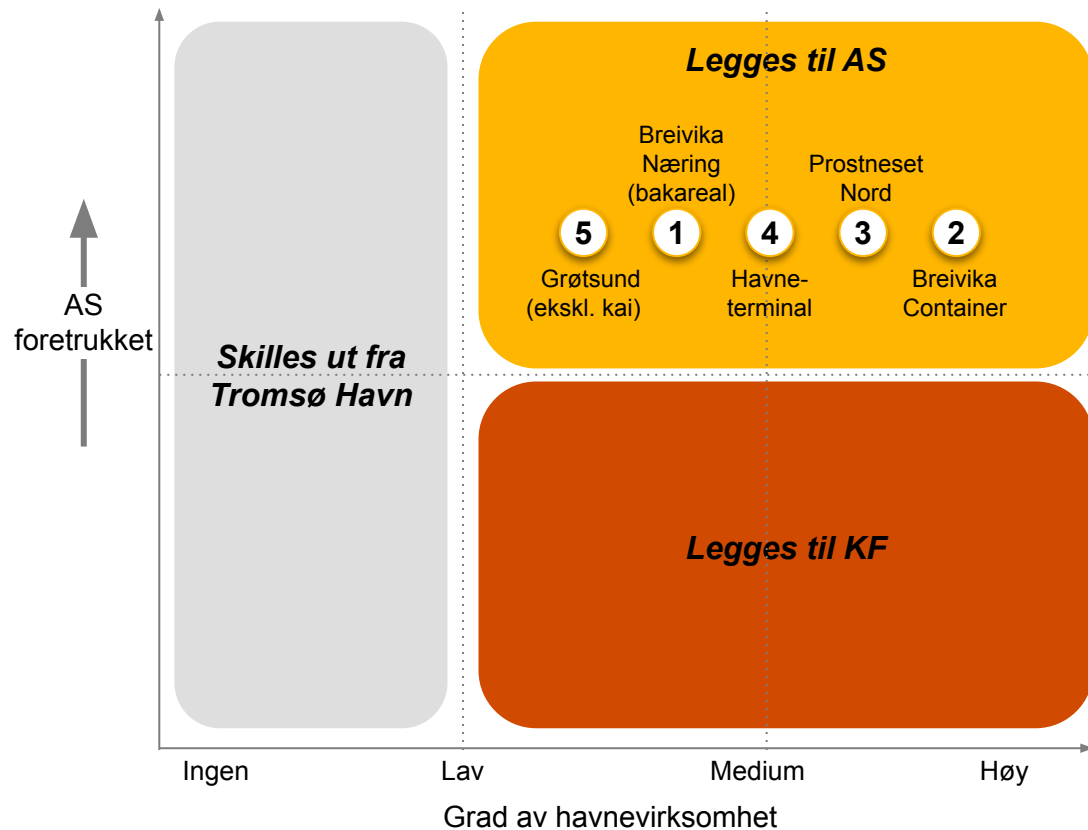 Legges til AS
Breivika
Næring
(bakareal)
Prostneset
Nord
5
1
4
3
2
Grøtsund
(ekskl. kai)
Havne-
terminal
Breivika
Container
AS
foretrukket
Skilles ut fra
Tromsø Havn
Legges til KF
Ingen
Lav
Medium
Høy
Grad av havnevirksomhet